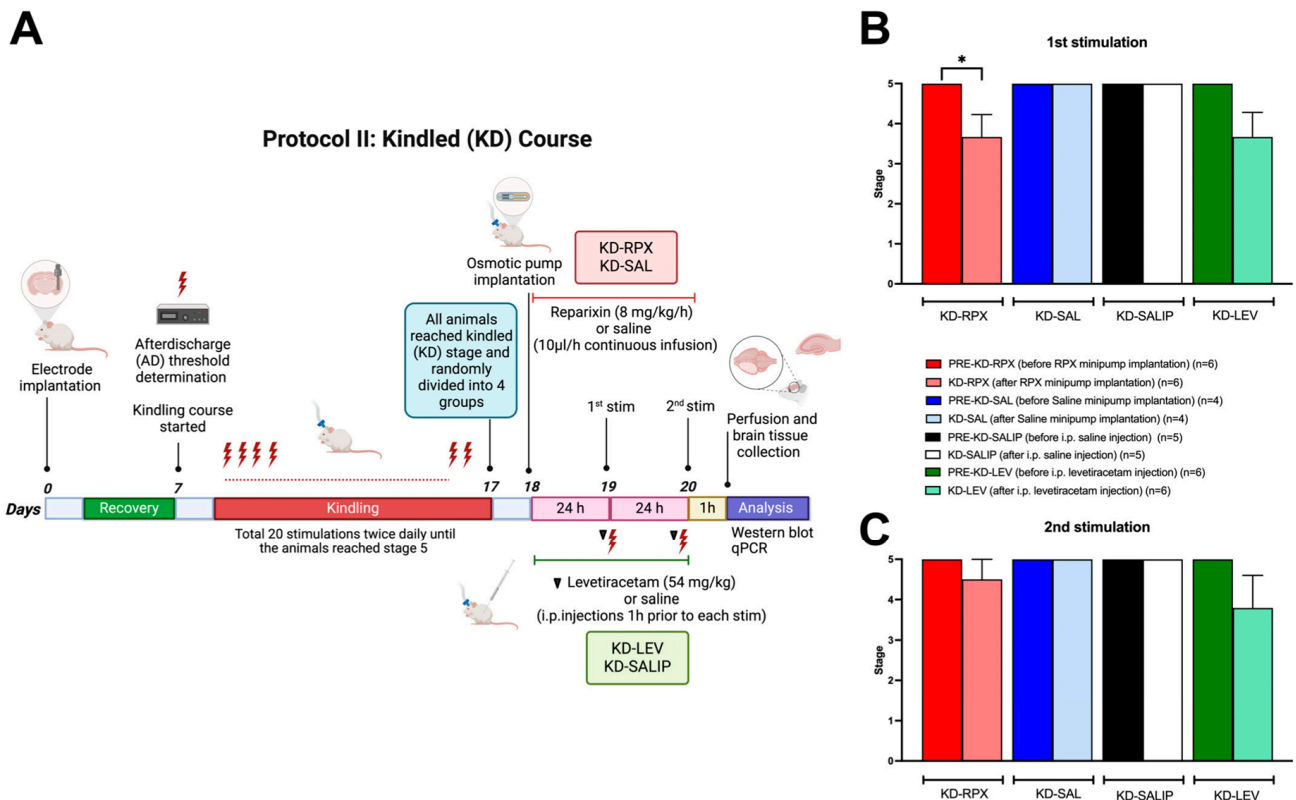 A
Protocol II: Kindled (KD) Course
Electrode
implantation
Afterdischarge
(AD) threshold
determination
Kindling course
started
All animals
reached kindled
(KD) stage and
randomly
divided into 4
groups
Osmotic pump
implantation
KD-RPX
KD-SAL
Reparixin (8 mg/kg/h)
or saline
(10µl/h continuous infusion)
1st stim
2nd stim
Perfusion and
brain tissue
collection
0 7 17 18 19 20
Days Recovery Kindling 24 h 24 h 1h Analysis
Total 20 stimulations twice daily until
the animals reached stage 5
Western blot
qPCR
Levetiracetam (54 mg/kg)
or saline
(i.p.injections 1h prior to each stim)
KD-LEV
KD-SALIP
B
1st stimulation
*
Stage
5
4
3
2
1
0
KD-RPX KD-SAL KD-SALIP KD-LEV
PRE-KD-RPX (before RPX minipump implantation) (n=6)
KD-RPX (after RPX minipump implantation) (n=6)
PRE-KD-SAL (before Saline minipump implantation) (n=4)
KD-SAL (after Saline minipump implantation) (n=4)
PRE-KD-SALIP (before i.p. saline injection) (n=5)
KD-SALIP (after i.p. saline injection) (n=5)
PRE-KD-LEV (before i.p. levetiracetam injection) (n=6)
KD-LEV (after i.p. levetiracetam injection) (n=6)
C
2nd stimulation
Stage
5
4
3
2
1
0
KD-RPX KD-SAL KD-SALIP KD-LEV